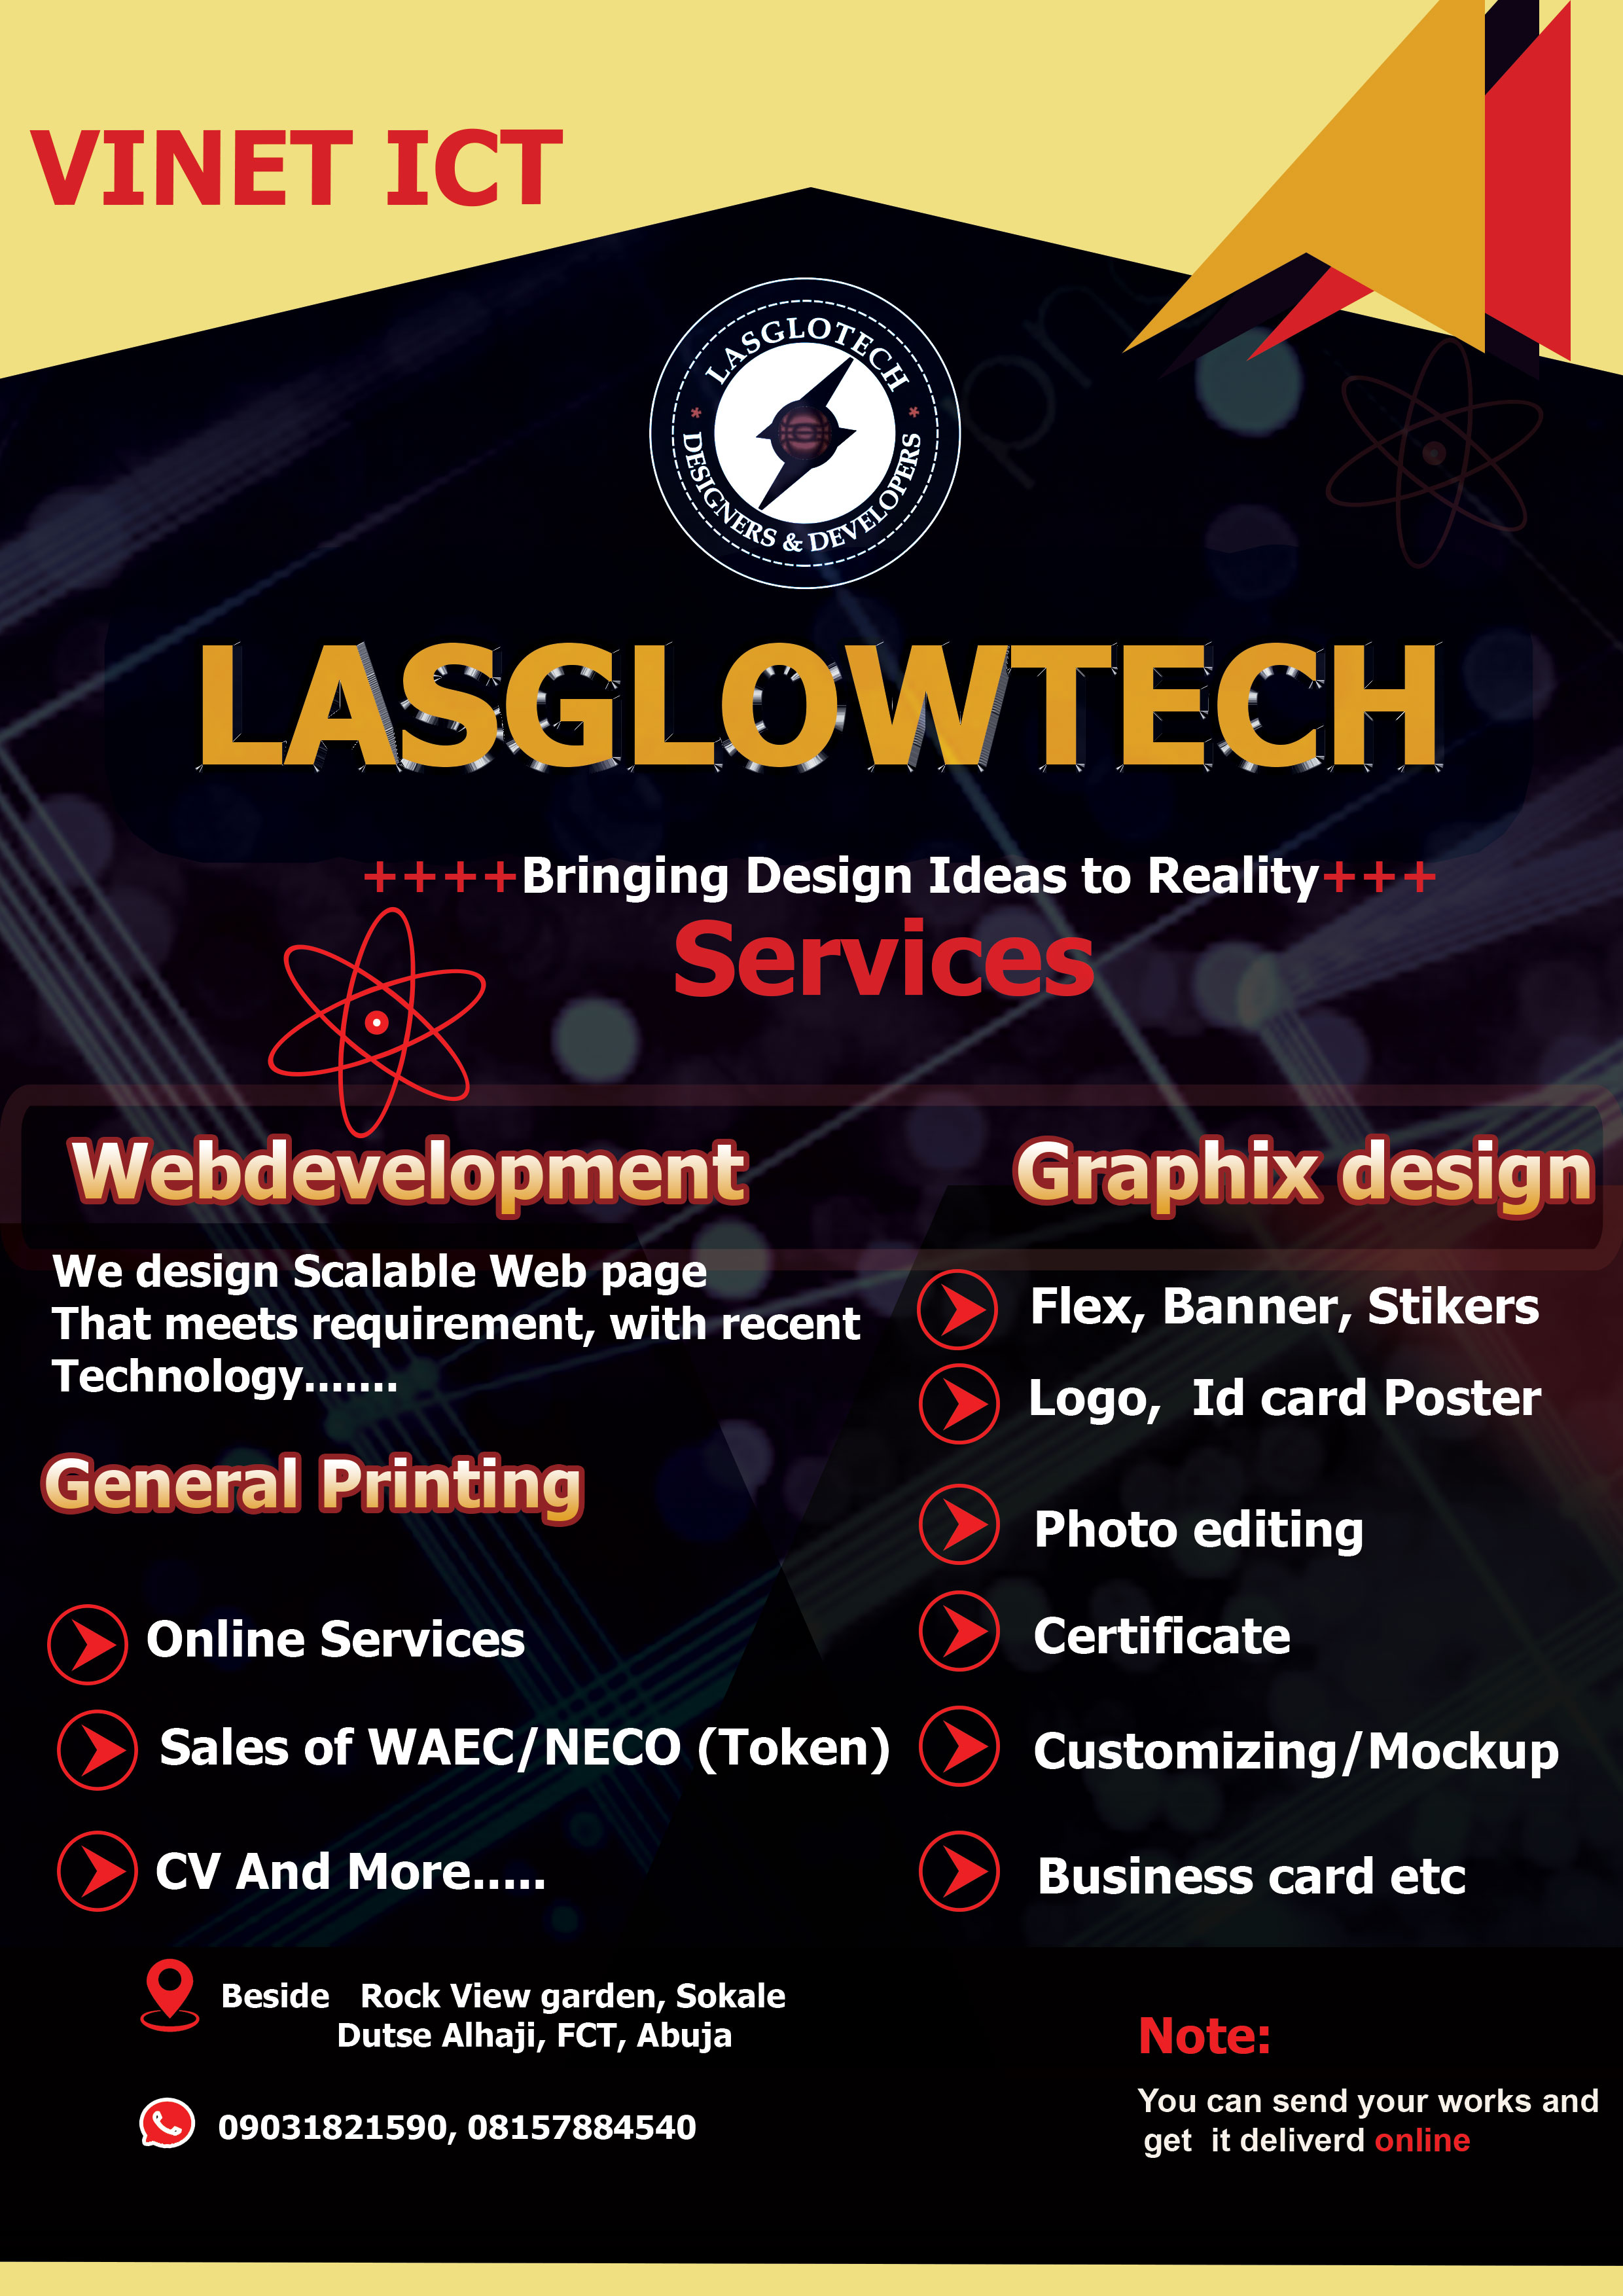 VINET ICT
LASGLOTECH
* *
DESIGNERS & DEVELOPERS
LASGLOWTECH
++++Bringing Design Ideas to Reality+++
Services
Webdevelopment
We design Scalable Web page
That meets requirement, with recent
Technology.......
General Printing
Online Services
Sales of WAEC/NECO (Token)
CV And More.....
Graphix design
Flex, Banner, Stikers
Logo, Id card Poster
Photo editing
Certificate
Customizing/Mockup
Business card etc
Beside Rock View garden, Sokale
Dutse Alhaji, FCT, Abuja
09031821590, 08157884540
Note:
You can send your works and
get it deliverd online